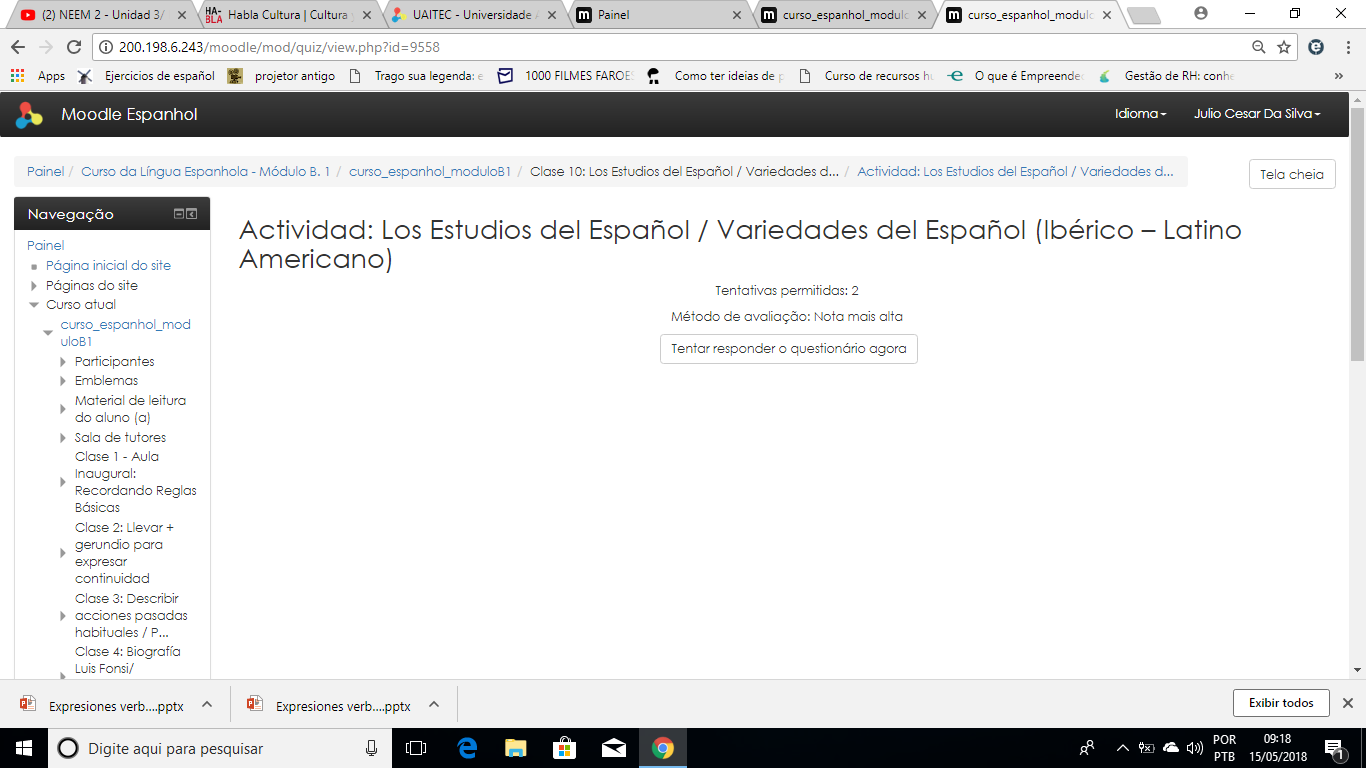 (2) NEEM 2 - Unidad 3/
HA-BLA
Habla Cultura | Cultura y
UAITEC - Universidade A
Painel
curso_espanhol_modulo
curso_espanhol_modulo
200.198.6.243/moodle/mod/quiz/view.php?id=9558
Apps
Ejercicios de español
projetor antigo
Trago sua legenda: e
1000 FILMES FAROES
Como ter ideias de p
Curso de recursos hu
O que é Empreended
Gestão de RH: conhe
»
Moodle Espanhol
Idioma
Julio Cesar Da Silva
Painel / Curso da Língua Espanhola - Módulo B. 1 / curso_espanhol_moduloB1 / Clase 10: Los Estudios del Español / Variedades d... / Actividad: Los Estudios del Español / Variedades d...
Tela cheia
Navegação
Painel
Página inicial do site
Páginas do site
Curso atual
curso_espanhol_mod
uloB1
Participantes
Emblemas
Material de leitura
do aluno (a)
Sala de tutores
Clase 1 - Aula
Inaugural:
Recordando Reglas
Básicas
Clase 2: Llevar +
gerundio para
expresar
continuidad
Clase 3: Describir
acciones pasadas
habituales / P...
Clase 4: Biografía
Luis Fonsi/
Actividad: Los Estudios del Español / Variedades del Español (Ibérico – Latino
Americano)
Tentativas permitidas: 2
Método de avaliação: Nota mais alta
Tentar responder o questionário agora
Expresiones verb....pptx
Expresiones verb....pptx
Exibir todos
Digite aqui para pesquisar
POR
PTB
09:18
15/05/2018
1